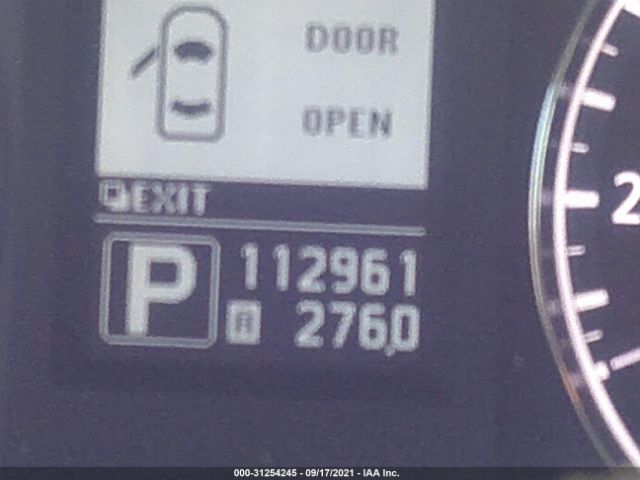 DOOR
OPEN
EXIT
P
112961
A 276.0
2
000-31254245 - 09/17/2021 - IAA Inc.